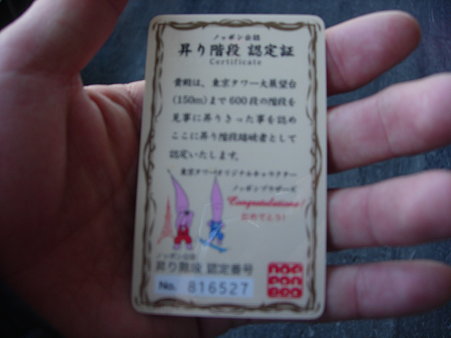 ノッポン公認
昇り階段 認定証
Certificate
貴殿は、東京タワー大展望台
(150m)まで600段の階段を
見事に昇りきった事を認め
ここに昇り階段踏破者として
認定いたします。
東京タワーオリジナルキャラクター
ノッポンブラザーズ
Congratulations!
おめでとう!
ノッポン公認
昇り階段 認定番号
No. 816527